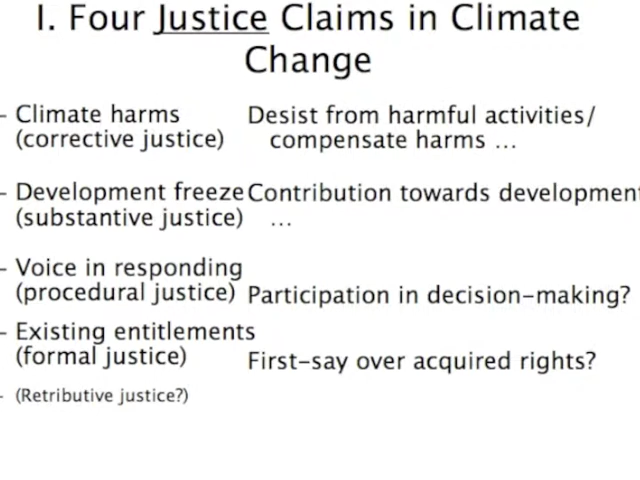 I. Four Justice Claims in Climate
Change
– Climate harms
(corrective justice)
Desist from harmful activities/
compensate harms ...
– Development freeze
(substantive justice)
Contribution towards development
...
– Voice in responding
(procedural justice)
Participation in decision-making?
– Existing entitlements
(formal justice)
First-say over acquired rights?
– (Retributive justice?)